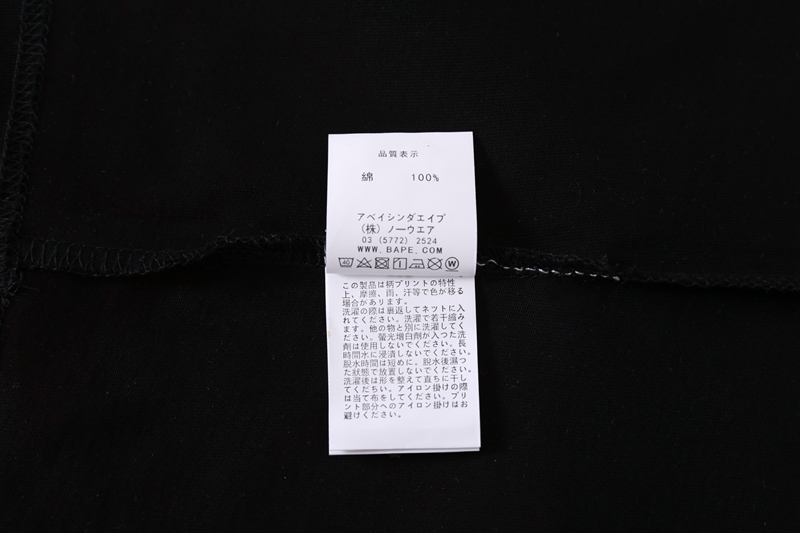 品質表示
綿 100%
アベイシンダエイプ
(株) ノーウエア
03 (5772) 2524
WWW. BAPE. COM
この製品は柄プリントの特性
上、摩擦、雨、汗等で色が移る
場合があります。
洗濯の際は裏返してネットに入
れてください。洗濯で若干縮み
ます。他の物と別に洗濯してく
ださい。螢光增白剤が入つた洗
剤は使用しないでください。長
時間水に浸漬しないでください。
脱水時間は短めに。脱水後濕つ
た狀態で放置しないでください。
洗濯後は形を整えて直ちに干し
てくだちい。アイロン掛けの際
は当て布をしてください。プリ
ント部分へのアイロン掛けはお
避けください。